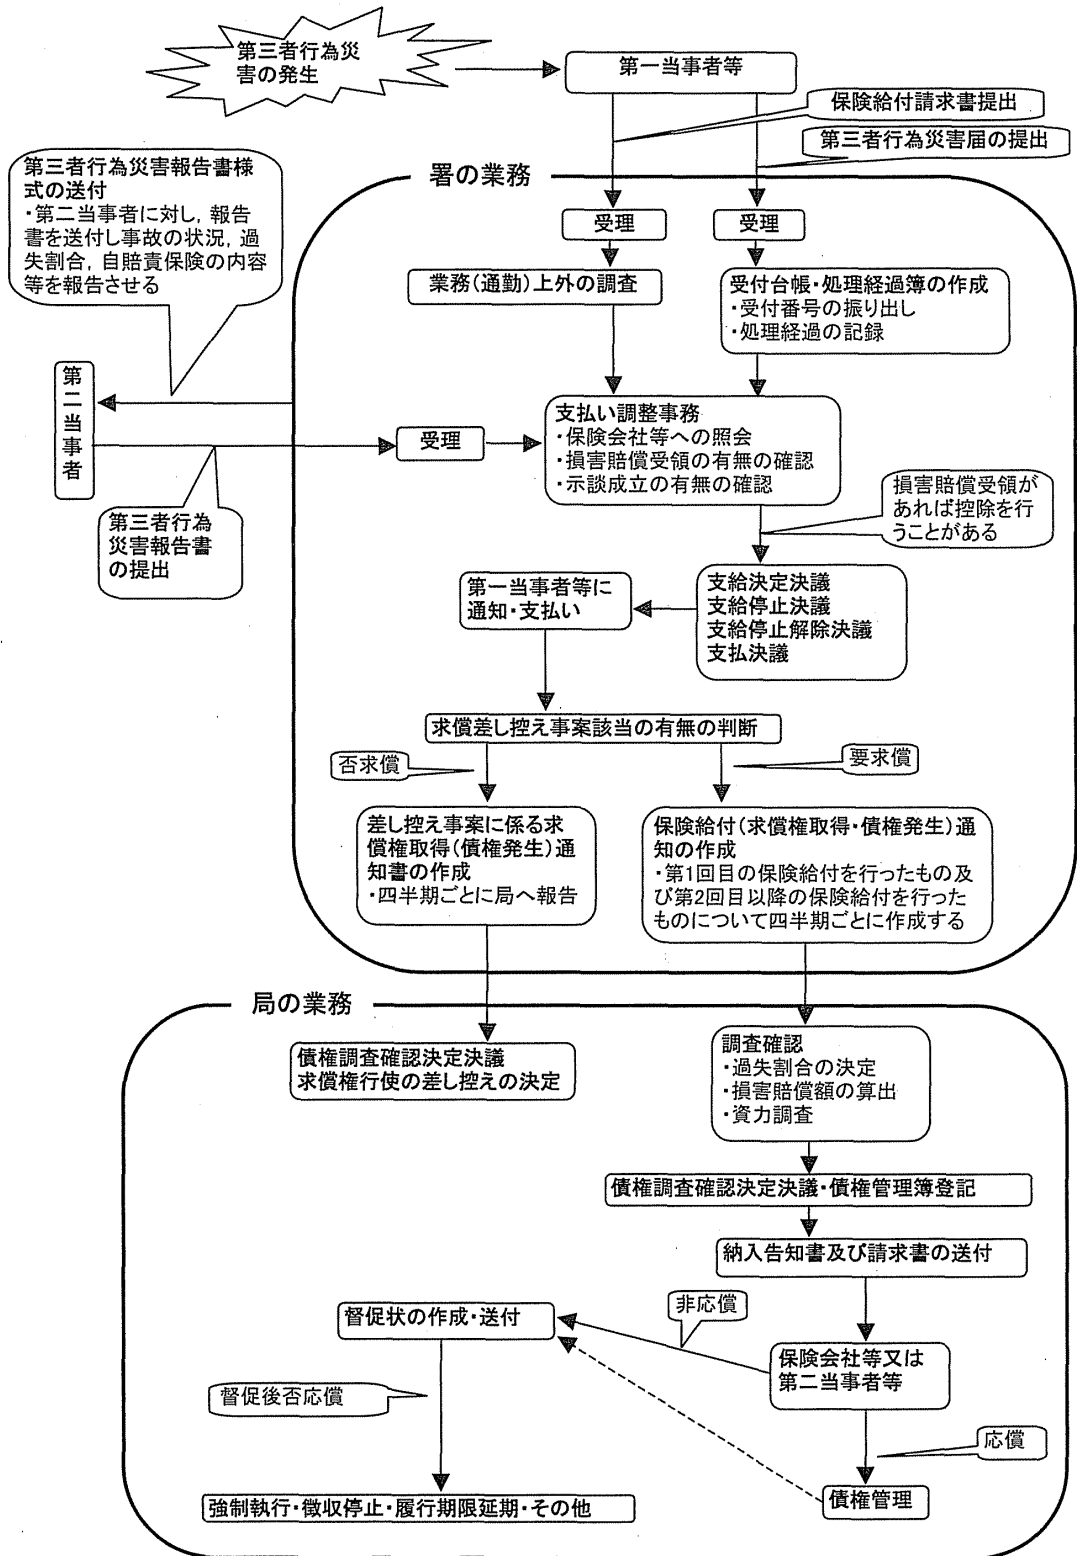 第三者行為災
害の発生
第一当事者等
保険給付請求書提出
第三者行為災害届の提出
第三者行為災害報告書様
式の送付
・第二当事者に対し, 報告
書を送付し事故の状況, 過
失割合, 自賠責保険の内容
等を報告させる
署の業務
受理
受理
業務(通勤)上外の調査
受付台帳・処理経過簿の作成
・受付番号の振り出し
・処理経過の記録
第二当事者
受理
支払い調整事務
・保険会社等への照会
・損害賠償受領の有無の確認
・示談成立の有無の確認
第三者行為
災害報告書
の提出
損害賠償受領が
あれば控除を行
うことがある
第一当事者等に
通知・支払い
支給決定決議
支給停止決議
支給停止解除決議
支払決議
求償差し控え事案該当の有無の判断
否求償
要求償
差し控え事案に係る求
償権取得(債権発生)通
知書の作成
・四半期ごとに局へ報告
保険給付(求償権取得・債権発生)通
知の作成
・第1回目の保険給付を行ったもの及
び第2回目以降の保険給付を行った
ものについて四半期ごとに作成する
局の業務
債権調査確認決定決議
求償権行使の差し控えの決定
調査確認
・過失割合の決定
・損害賠償額の算出
・資力調査
債権調査確認決定決議・債権管理簿登記
納入告知書及び請求書の送付
非応償
督促状の作成・送付
保険会社等又は
第二当事者等
督促後否応償
応償
債権管理
強制執行・徴収停止・履行期限延期・その他